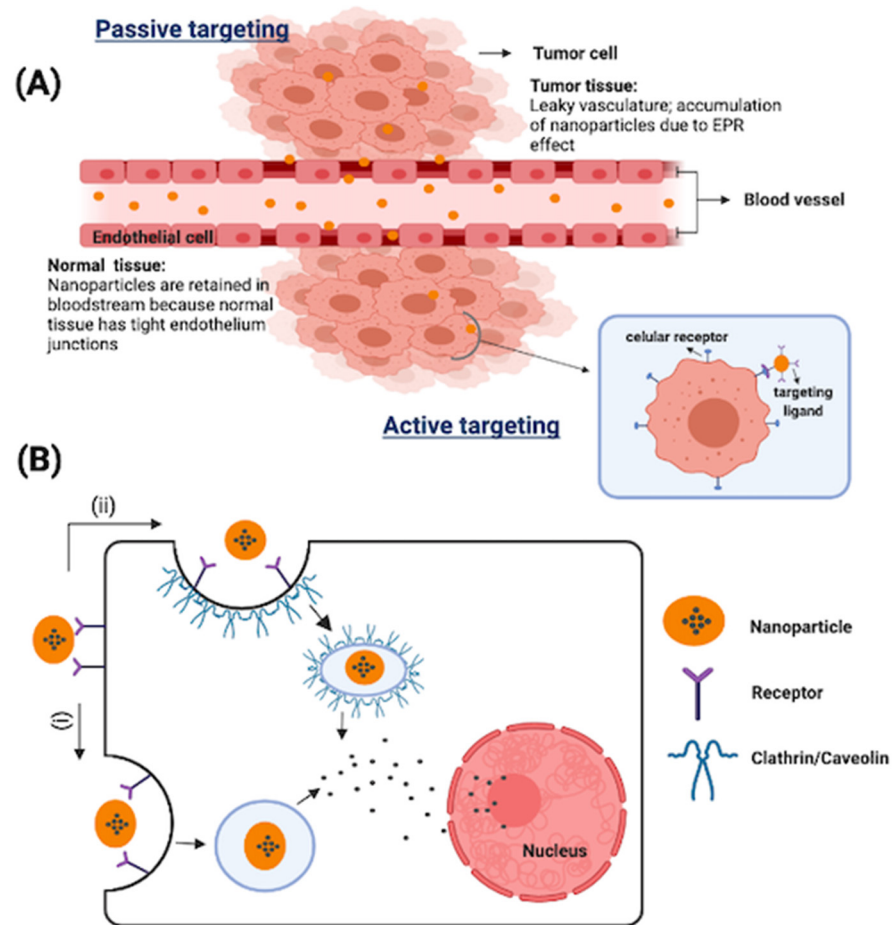 Passive targeting
(A)
Tumor cell
Tumor tissue:
Leaky vasculature; accumulation
of nanoparticles due to EPR
effect
Blood vessel
Endothelial cell
Normal tissue:
Nanoparticles are retained in
bloodstream because normal
tissue has tight endothelium
junctions
celular receptor
targeting
ligand
Active targeting
(B)
(ii)
(i)
Nanoparticle
Receptor
Clathrin/Caveolin
Nucleus